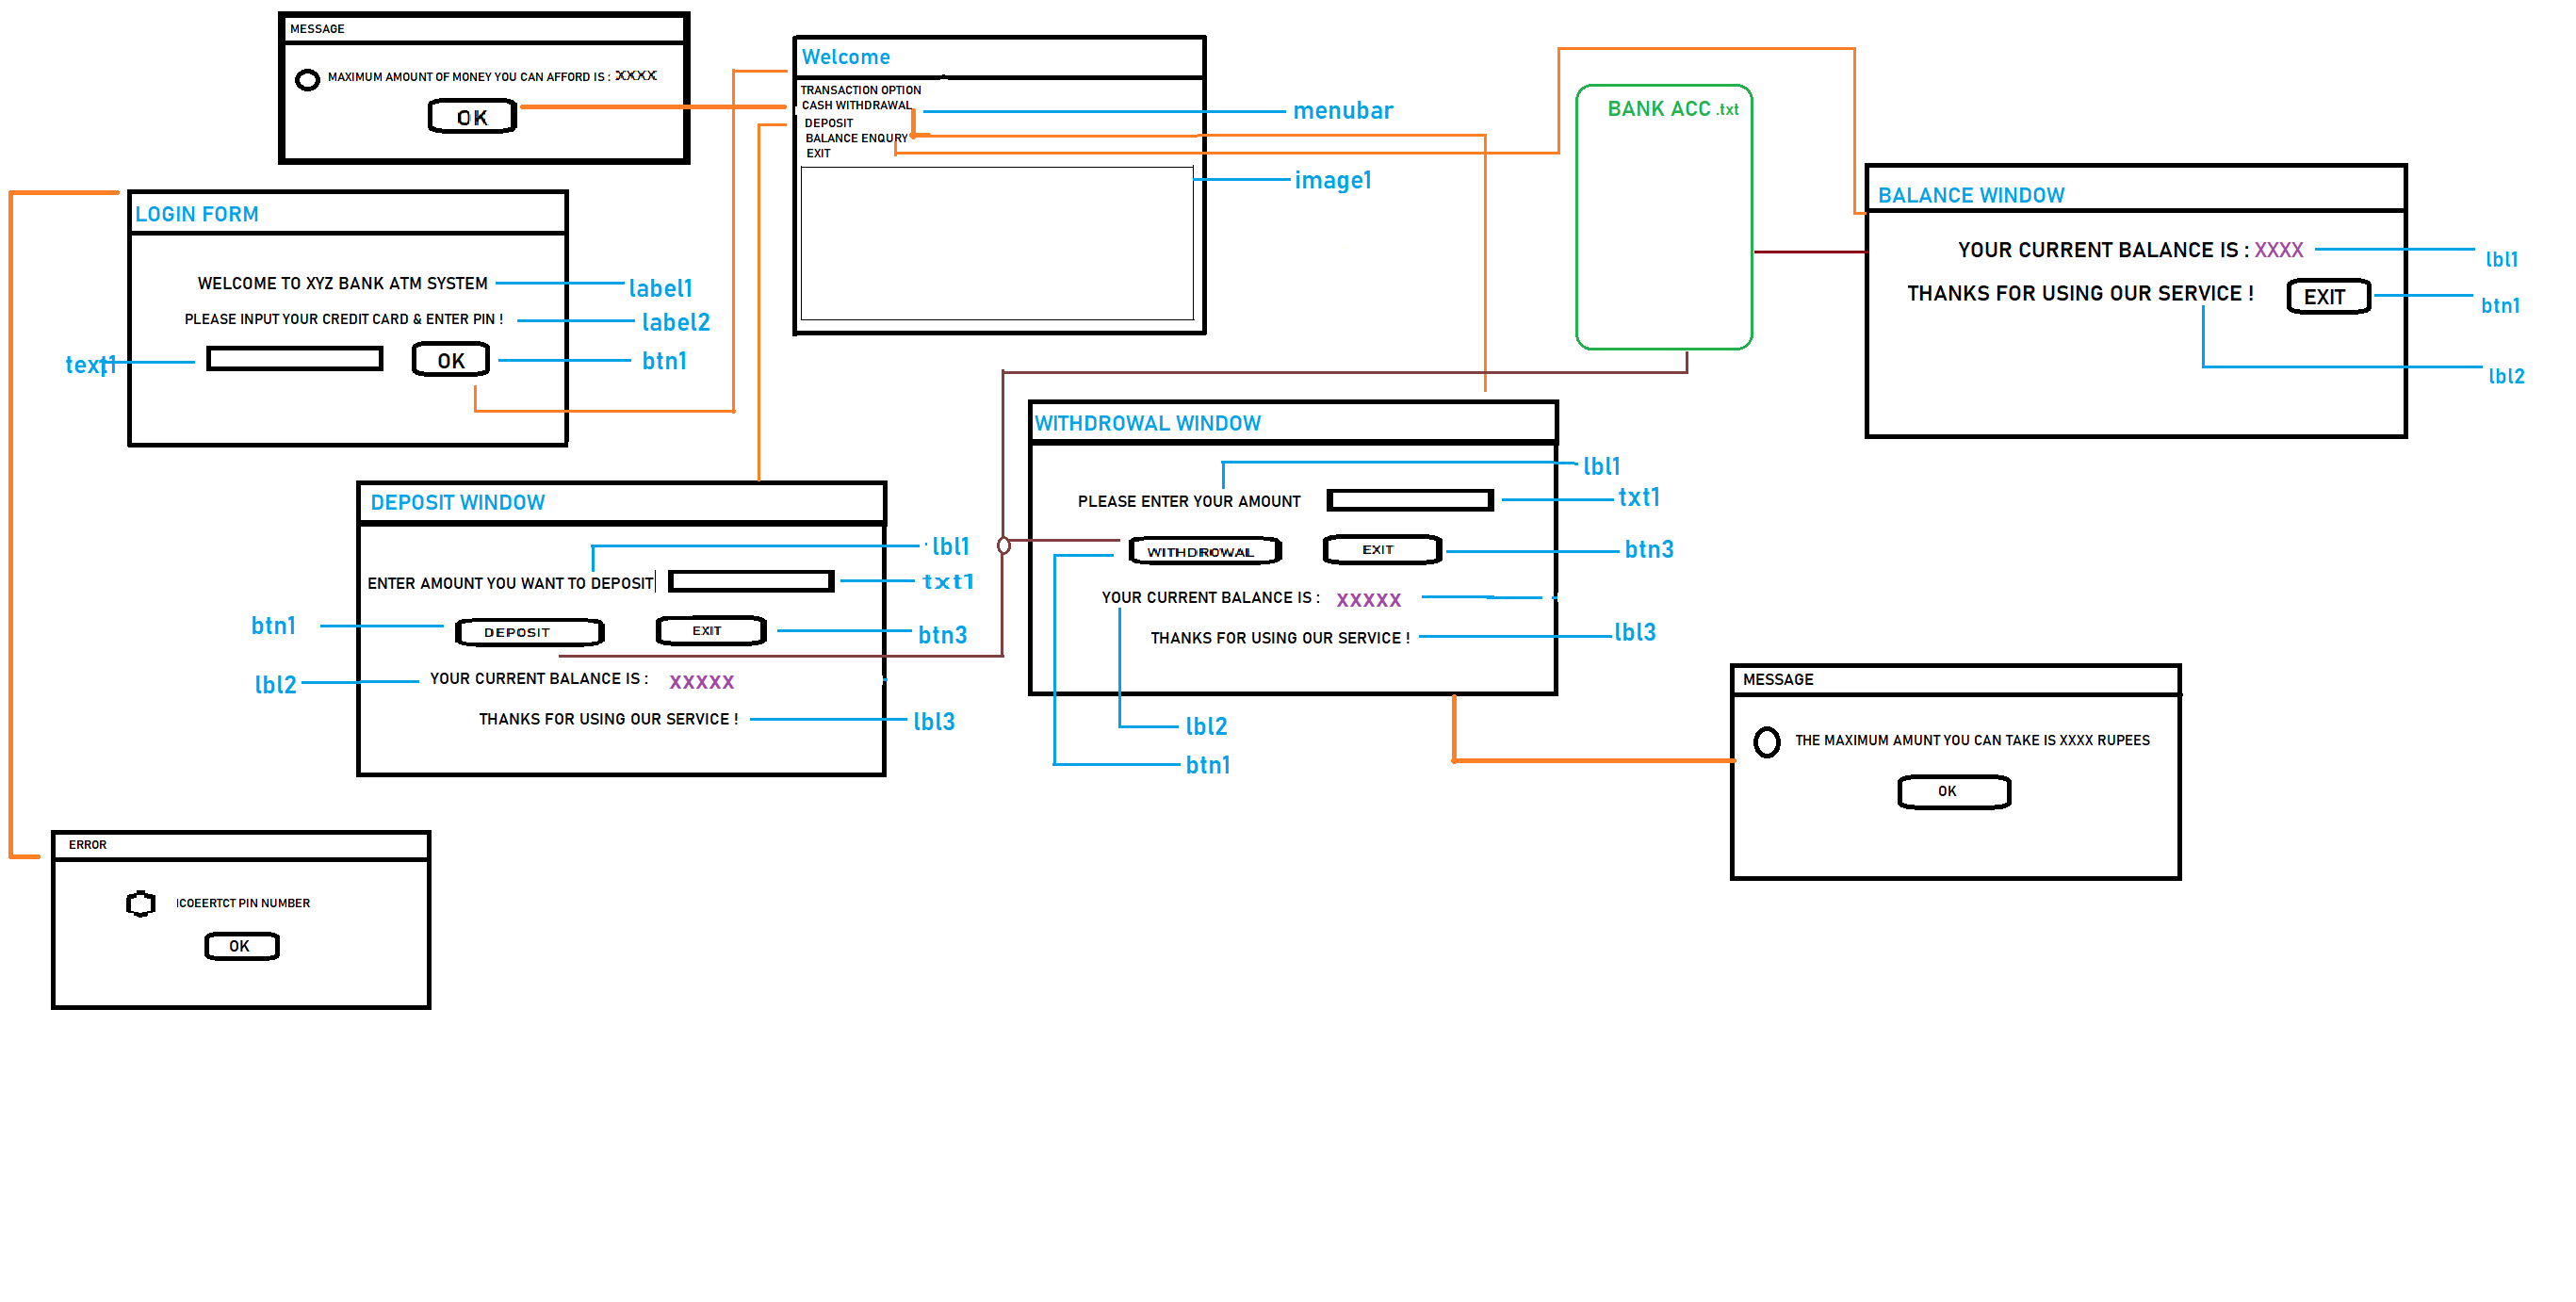 MESSAGE
MAXIMUM AMOUNT OF MONEY YOU CAN AFFORD IS : XXXX
OK
Welcome
TRANSACTION OPTION
CASH WITHDRAWAL
DEPOSIT
BALANCE ENQURY
EXIT
menubar
image1
BANK ACC .txt
BALANCE WINDOW
YOUR CURRENT BALANCE IS : XXXX
lbl1
THANKS FOR USING OUR SERVICE !
EXIT
btn1
lbl2
LOGIN FORM
WELCOME TO XYZ BANK ATM SYSTEM
label1
PLEASE INPUT YOUR CREDIT CARD & ENTER PIN !
label2
text1
OK
btn1
WITHDROWAL WINDOW
lbl1
PLEASE ENTER YOUR AMOUNT
txt1
WITHDROWAL
EXIT
btn3
YOUR CURRENT BALANCE IS : XXXXX
THANKS FOR USING OUR SERVICE !
lbl3
lbl2
btn1
DEPOSIT WINDOW
lbl1
ENTER AMOUNT YOU WANT TO DEPOSIT
txt1
btn1
DEPOSIT
EXIT
btn3
lbl2
YOUR CURRENT BALANCE IS : XXXXX
THANKS FOR USING OUR SERVICE !
lbl3
MESSAGE
THE MAXIMUM AMUNT YOU CAN TAKE IS XXXX RUPEES
OK
ERROR
ICOEERTCT PIN NUMBER
OK